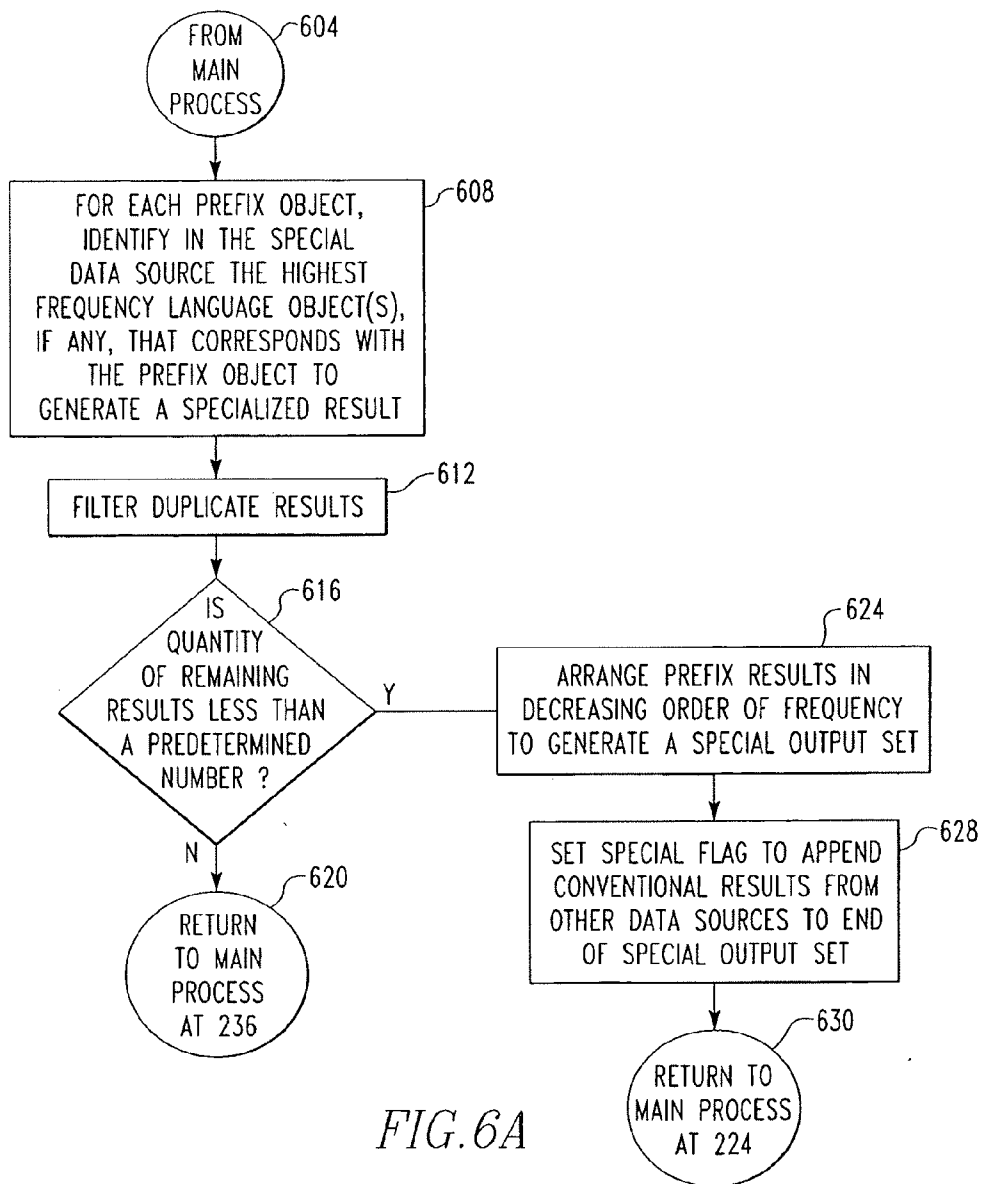 FROM
MAIN
PROCESS
604
FOR EACH PREFIX OBJECT,
IDENTIFY IN THE SPECIAL
DATA SOURCE THE HIGHEST
FREQUENCY LANGUAGE OBJECT(S),
IF ANY, THAT CORRESPONDS WITH
THE PREFIX OBJECT TO
GENERATE A SPECIALIZED RESULT
608
FILTER DUPLICATE RESULTS
612
IS
QUANTITY
OF REMAINING
RESULTS LESS THAN
A PREDETERMINED
NUMBER ?
616
Y
N
RETURN
TO MAIN
PROCESS
AT 236
620
ARRANGE PREFIX RESULTS IN
DECREASING ORDER OF FREQUENCY
TO GENERATE A SPECIAL OUTPUT SET
624
SET SPECIAL FLAG TO APPEND
CONVENTIONAL RESULTS FROM
OTHER DATA SOURCES TO END
OF SPECIAL OUTPUT SET
628
RETURN TO
MAIN PROCESS
AT 224
630
FIG.6A